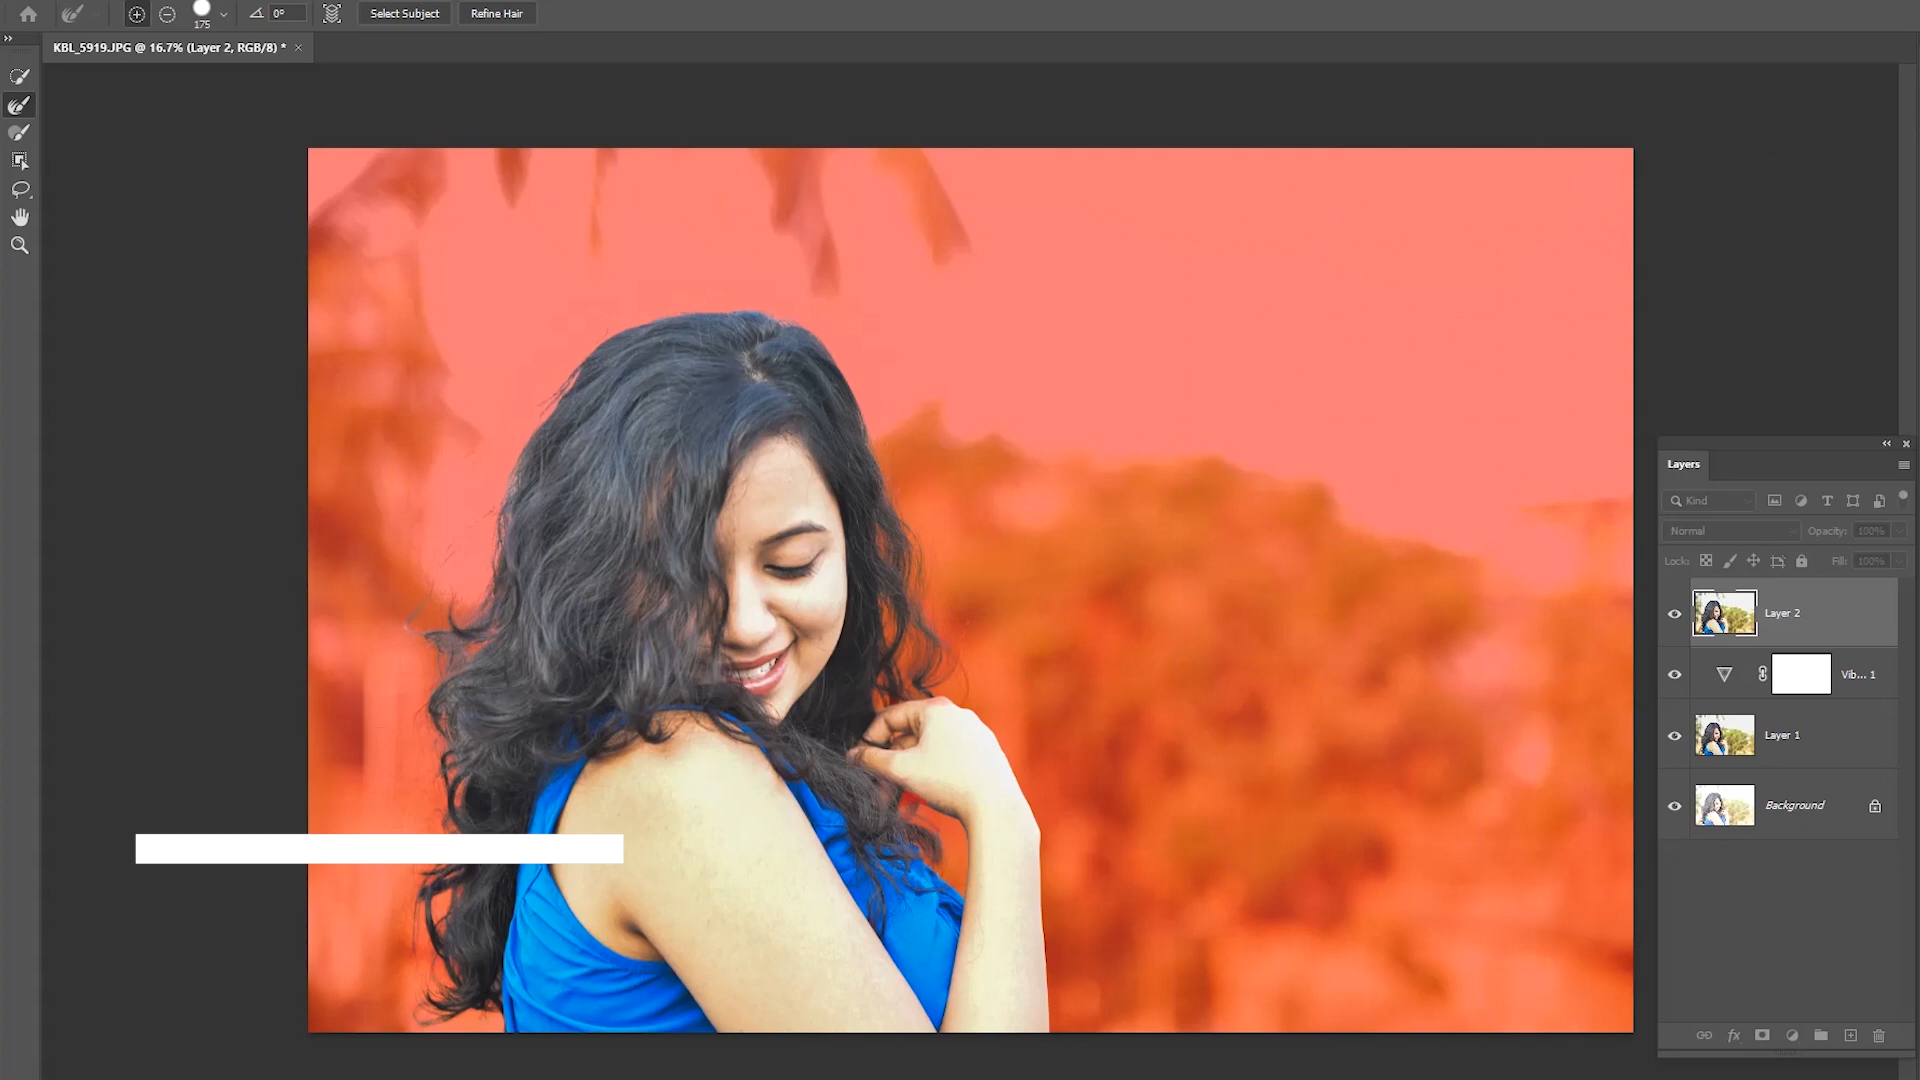 175
0°
Select Subject
Refine Hair
KBL_5919.JPG @ 16.7% (Layer 2, RGB/8) *
Layers
Kind
Normal
Opacity: 100%
Lock:
Fill: 100%
Layer 2
Vib... 1
Layer 1
Background
fx